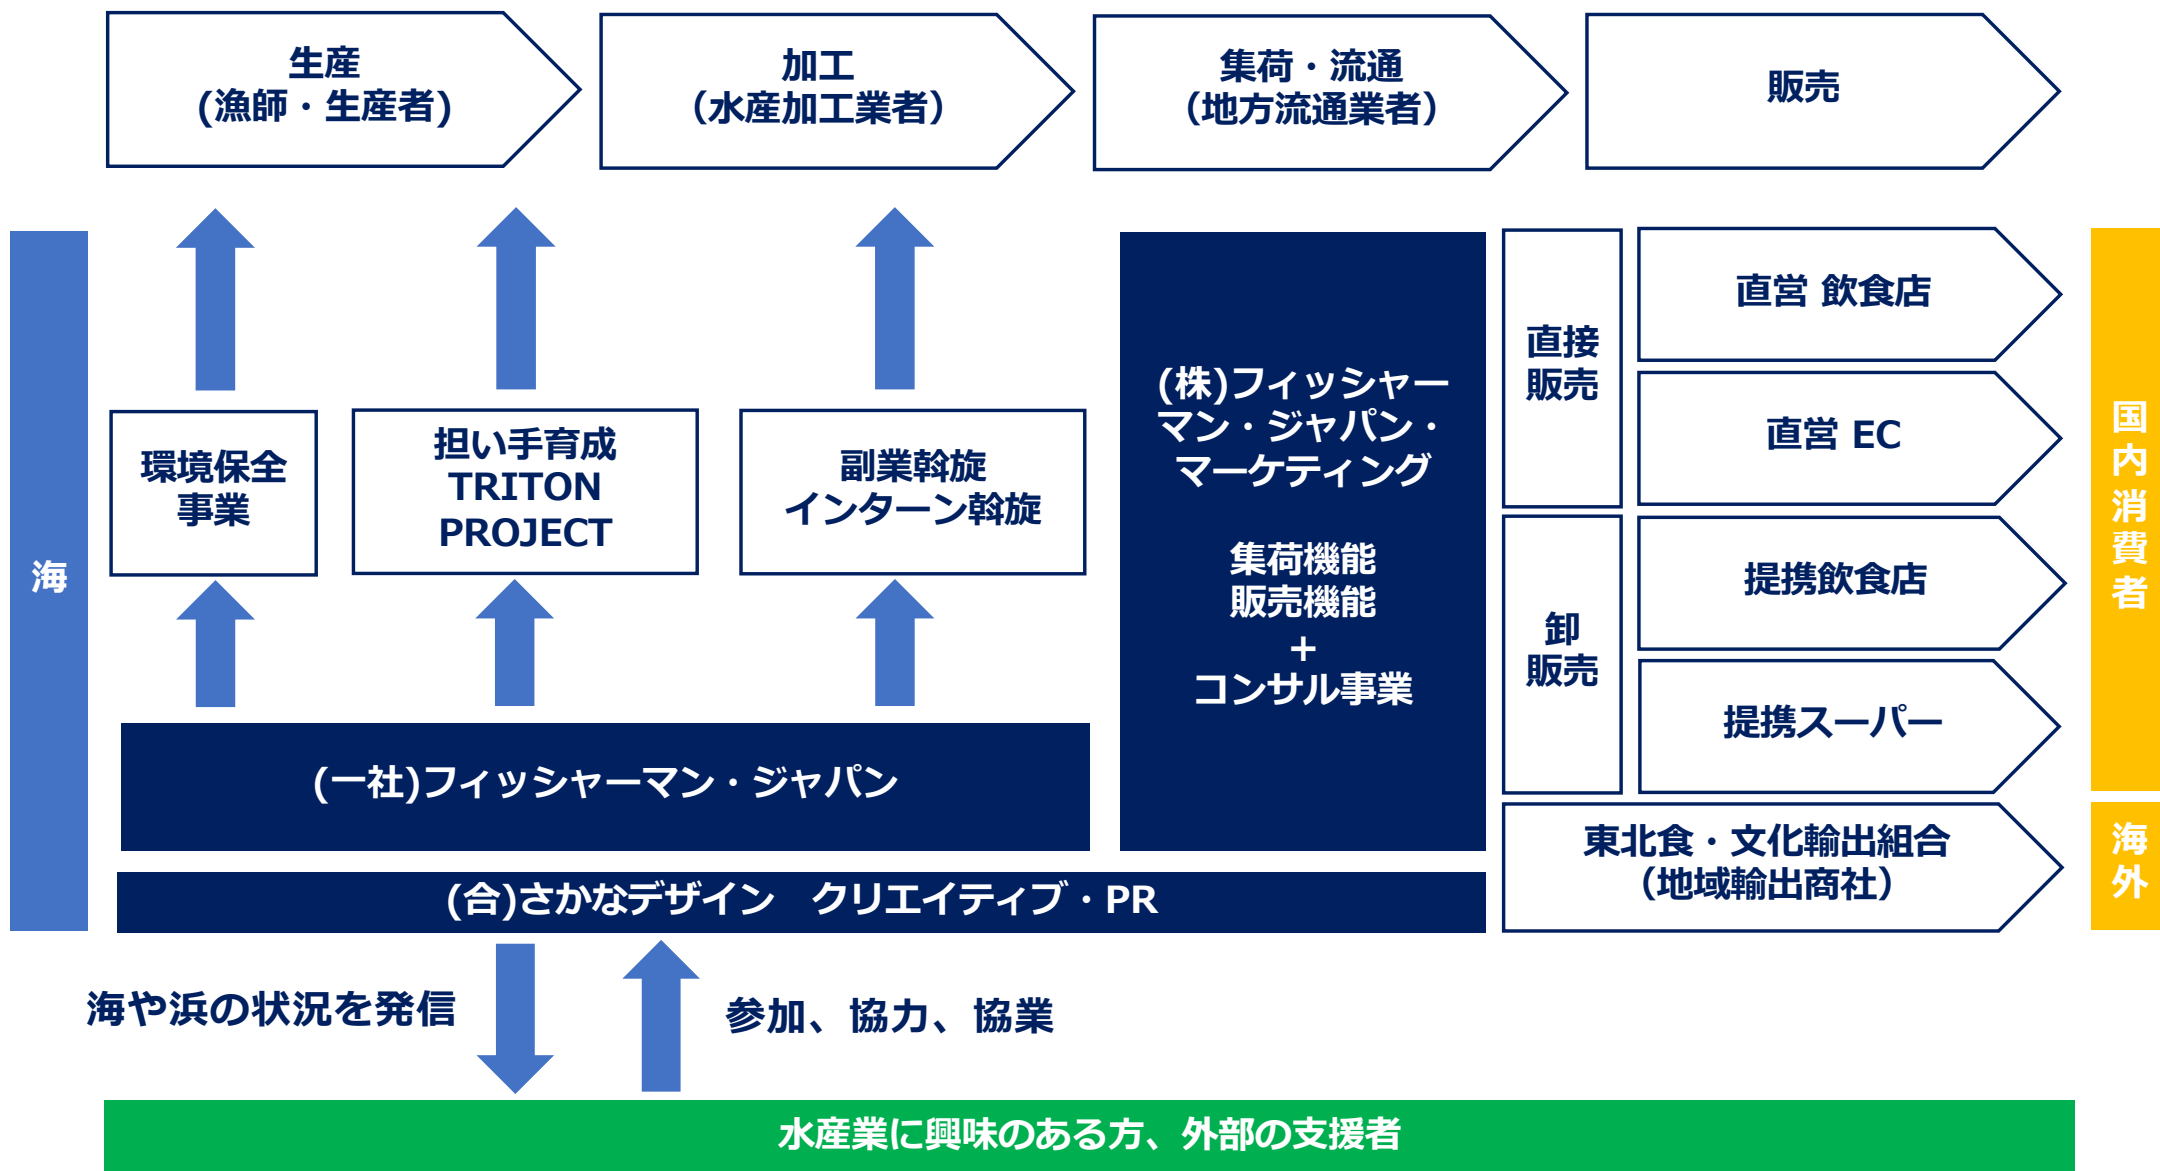 生産
(漁師・生産者)
加工
（水産加工業者）
集荷・流通
（地方流通業者）
販売
海
環境保全
事業
担い手育成
TRITON
PROJECT
副業斡旋
インターン斡旋
(一社)フィッシャーマン・ジャパン
(株)フィッシャー
マン・ジャパン・
マーケティング
集荷機能
販売機能
+
コンサル事業
直接
販売
直営 飲食店
直営 EC
卸
販売
提携飲食店
提携スーパー
東北食・文化輸出組合
（地域輸出商社）
国内消費者
海外
(合)さかなデザイン　クリエイティブ・PR
海や浜の状況を発信
参加、協力、協業
水産業に興味のある方、外部の支援者